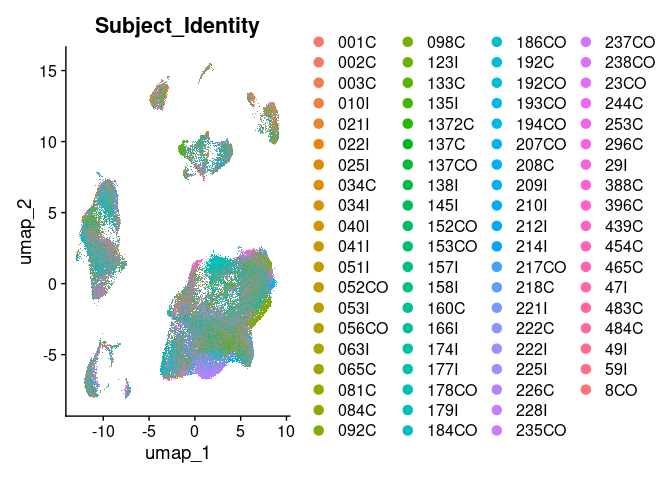 Subject_Identity
umap_2
15
10
5
0
-5
-10
-5
0
5
10
umap_1
001C
002C
003C
010I
021I
022I
025I
034C
034I
040I
041I
051I
052CO
053I
056CO
063I
065C
081C
084C
092C
098C
123I
133C
135I
1372C
137C
137CO
138I
145I
152CO
153CO
157I
158I
160C
166I
174I
177I
178CO
179I
184CO
186CO
192C
192CO
193CO
194CO
207CO
208C
209I
210I
212I
214I
217CO
218C
221I
222C
222I
225I
226C
228I
235CO
237CO
238CO
23CO
244C
253C
296C
29I
388C
396C
439C
454C
465C
47I
483C
484C
49I
59I
8CO